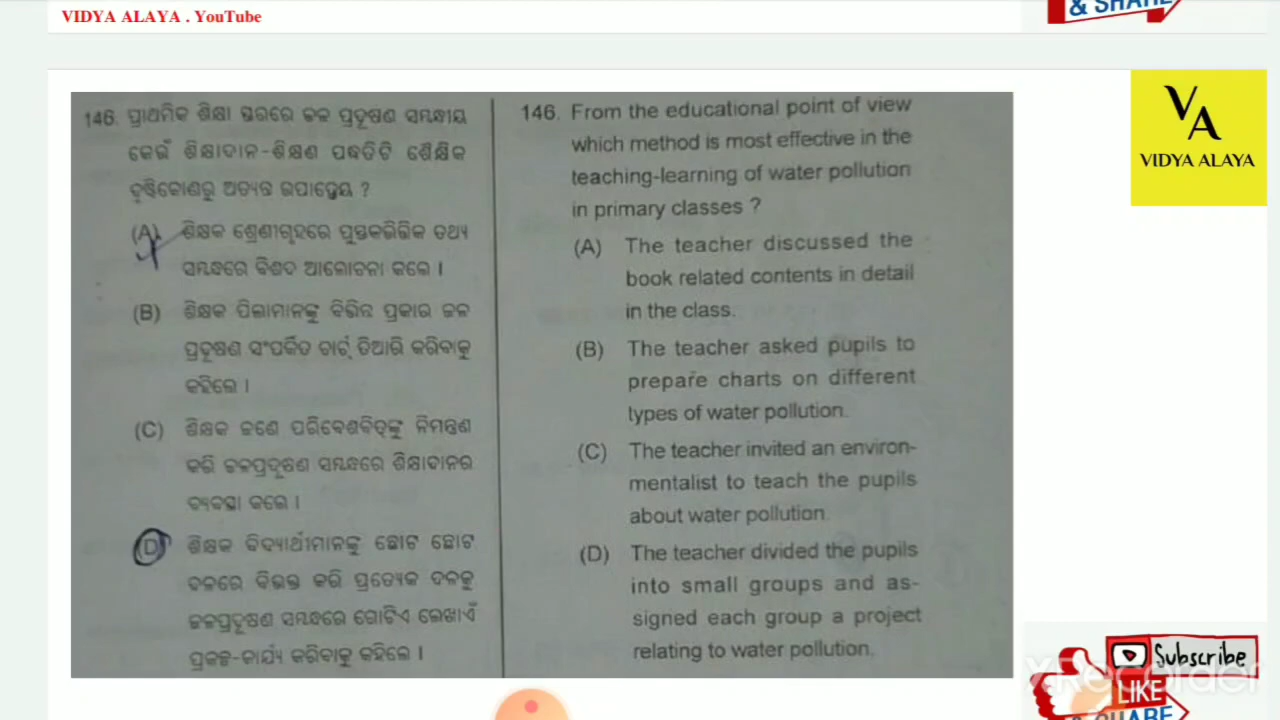 VIDYA ALAYA . YouTube
& SHARE
VA
VIDYA ALAYA
146. ପ୍ରାଥମିକ ଶିକ୍ଷା ସ୍ତରରେ ଜଳ ପ୍ରଦୂଷଣ ସମ୍ବନ୍ଧୀୟ
କେଉଁ ଶିକ୍ଷାଦାନ-ଶିକ୍ଷଣ ପଦ୍ଧତିଟି ଶୈକ୍ଷିକ
ଦୃଷ୍ଟିକୋଣରୁ ଅତ୍ୟନ୍ତ ଉପାଦେୟ ?
(A) ଶିକ୍ଷକ ଶ୍ରେଣୀଗୃହରେ ପୁସ୍ତକଭିତ୍ତିକ ତଥ୍ୟ
ସମ୍ବନ୍ଧରେ ବିଶଦ ଆଲୋଚନା କଲେ ।
(B) ଶିକ୍ଷକ ପିଲାମାନଙ୍କୁ ବିଭିନ୍ନ ପ୍ରକାର ଜଳ
ପ୍ରଦୂଷଣ ସଂପର୍କିତ ଚାର୍ଟ୍ ତିଆରି କରିବାକୁ
କହିଲେ ।
(C) ଶିକ୍ଷକ ଜଣେ ପରିବେଶବିତ୍‌ଙ୍କୁ ନିମନ୍ତ୍ରଣ
କରି ଜଳପ୍ରଦୂଷଣ ସମ୍ବନ୍ଧରେ ଶିକ୍ଷାଦାନର
ବ୍ୟବସ୍ଥା କଲେ ।
(D) ଶିକ୍ଷକ ବିଦ୍ୟାର୍ଥୀମାନଙ୍କୁ ଛୋଟ ଛୋଟ
ଦଳରେ ବିଭକ୍ତ କରି ପ୍ରତ୍ୟେକ ଦଳକୁ
ଜଳପ୍ରଦୂଷଣ ସମ୍ବନ୍ଧରେ ଗୋଟିଏ ଲେଖାଏଁ
ପ୍ରକଳ୍ପ-କାର୍ଯ୍ୟ କରିବାକୁ କହିଲେ ।
146. From the educational point of view
which method is most effective in the
teaching-learning of water pollution
in primary classes ?
(A) The teacher discussed the
book related contents in detail
in the class.
(B) The teacher asked pupils to
prepare charts on different
types of water pollution.
(C) The teacher invited an environ-
mentalist to teach the pupils
about water pollution.
(D) The teacher divided the pupils
into small groups and as-
signed each group a project
relating to water pollution.
Subscribe
XRecorder
LIKE
& SHARE